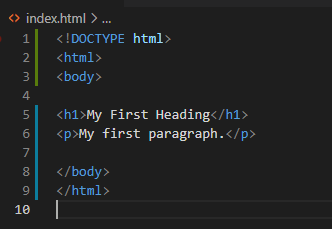 <> index.html > ...
1 <!DOCTYPE html>
2 <html>
3 <body>
4
5 <h1>My First Heading</h1>
6 <p>My first paragraph.</p>
7
8 </body>
9 </html>
10